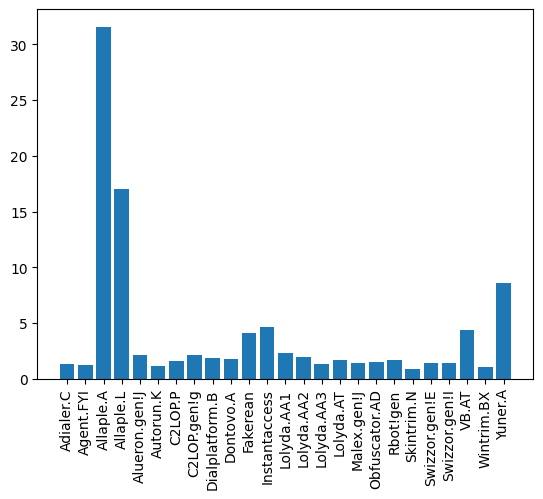 30
25
20
15
10
5
0
Adialer.C
Agent.FYI
Allaple.A
Allaple.L
Alueron.gen!J
Autorun.K
C2LOP.P
C2LOP.gen!g
Dialplatform.B
Dontovo.A
Fakerean
Instantaccess
Lolyda.AA1
Lolyda.AA2
Lolyda.AA3
Lolyda.AT
Malex.gen!J
Obfuscator.AD
Rbot!gen
Skintrim.N
Swizzor.gen!E
Swizzor.gen!I
VB.AT
Wintrim.BX
Yuner.A